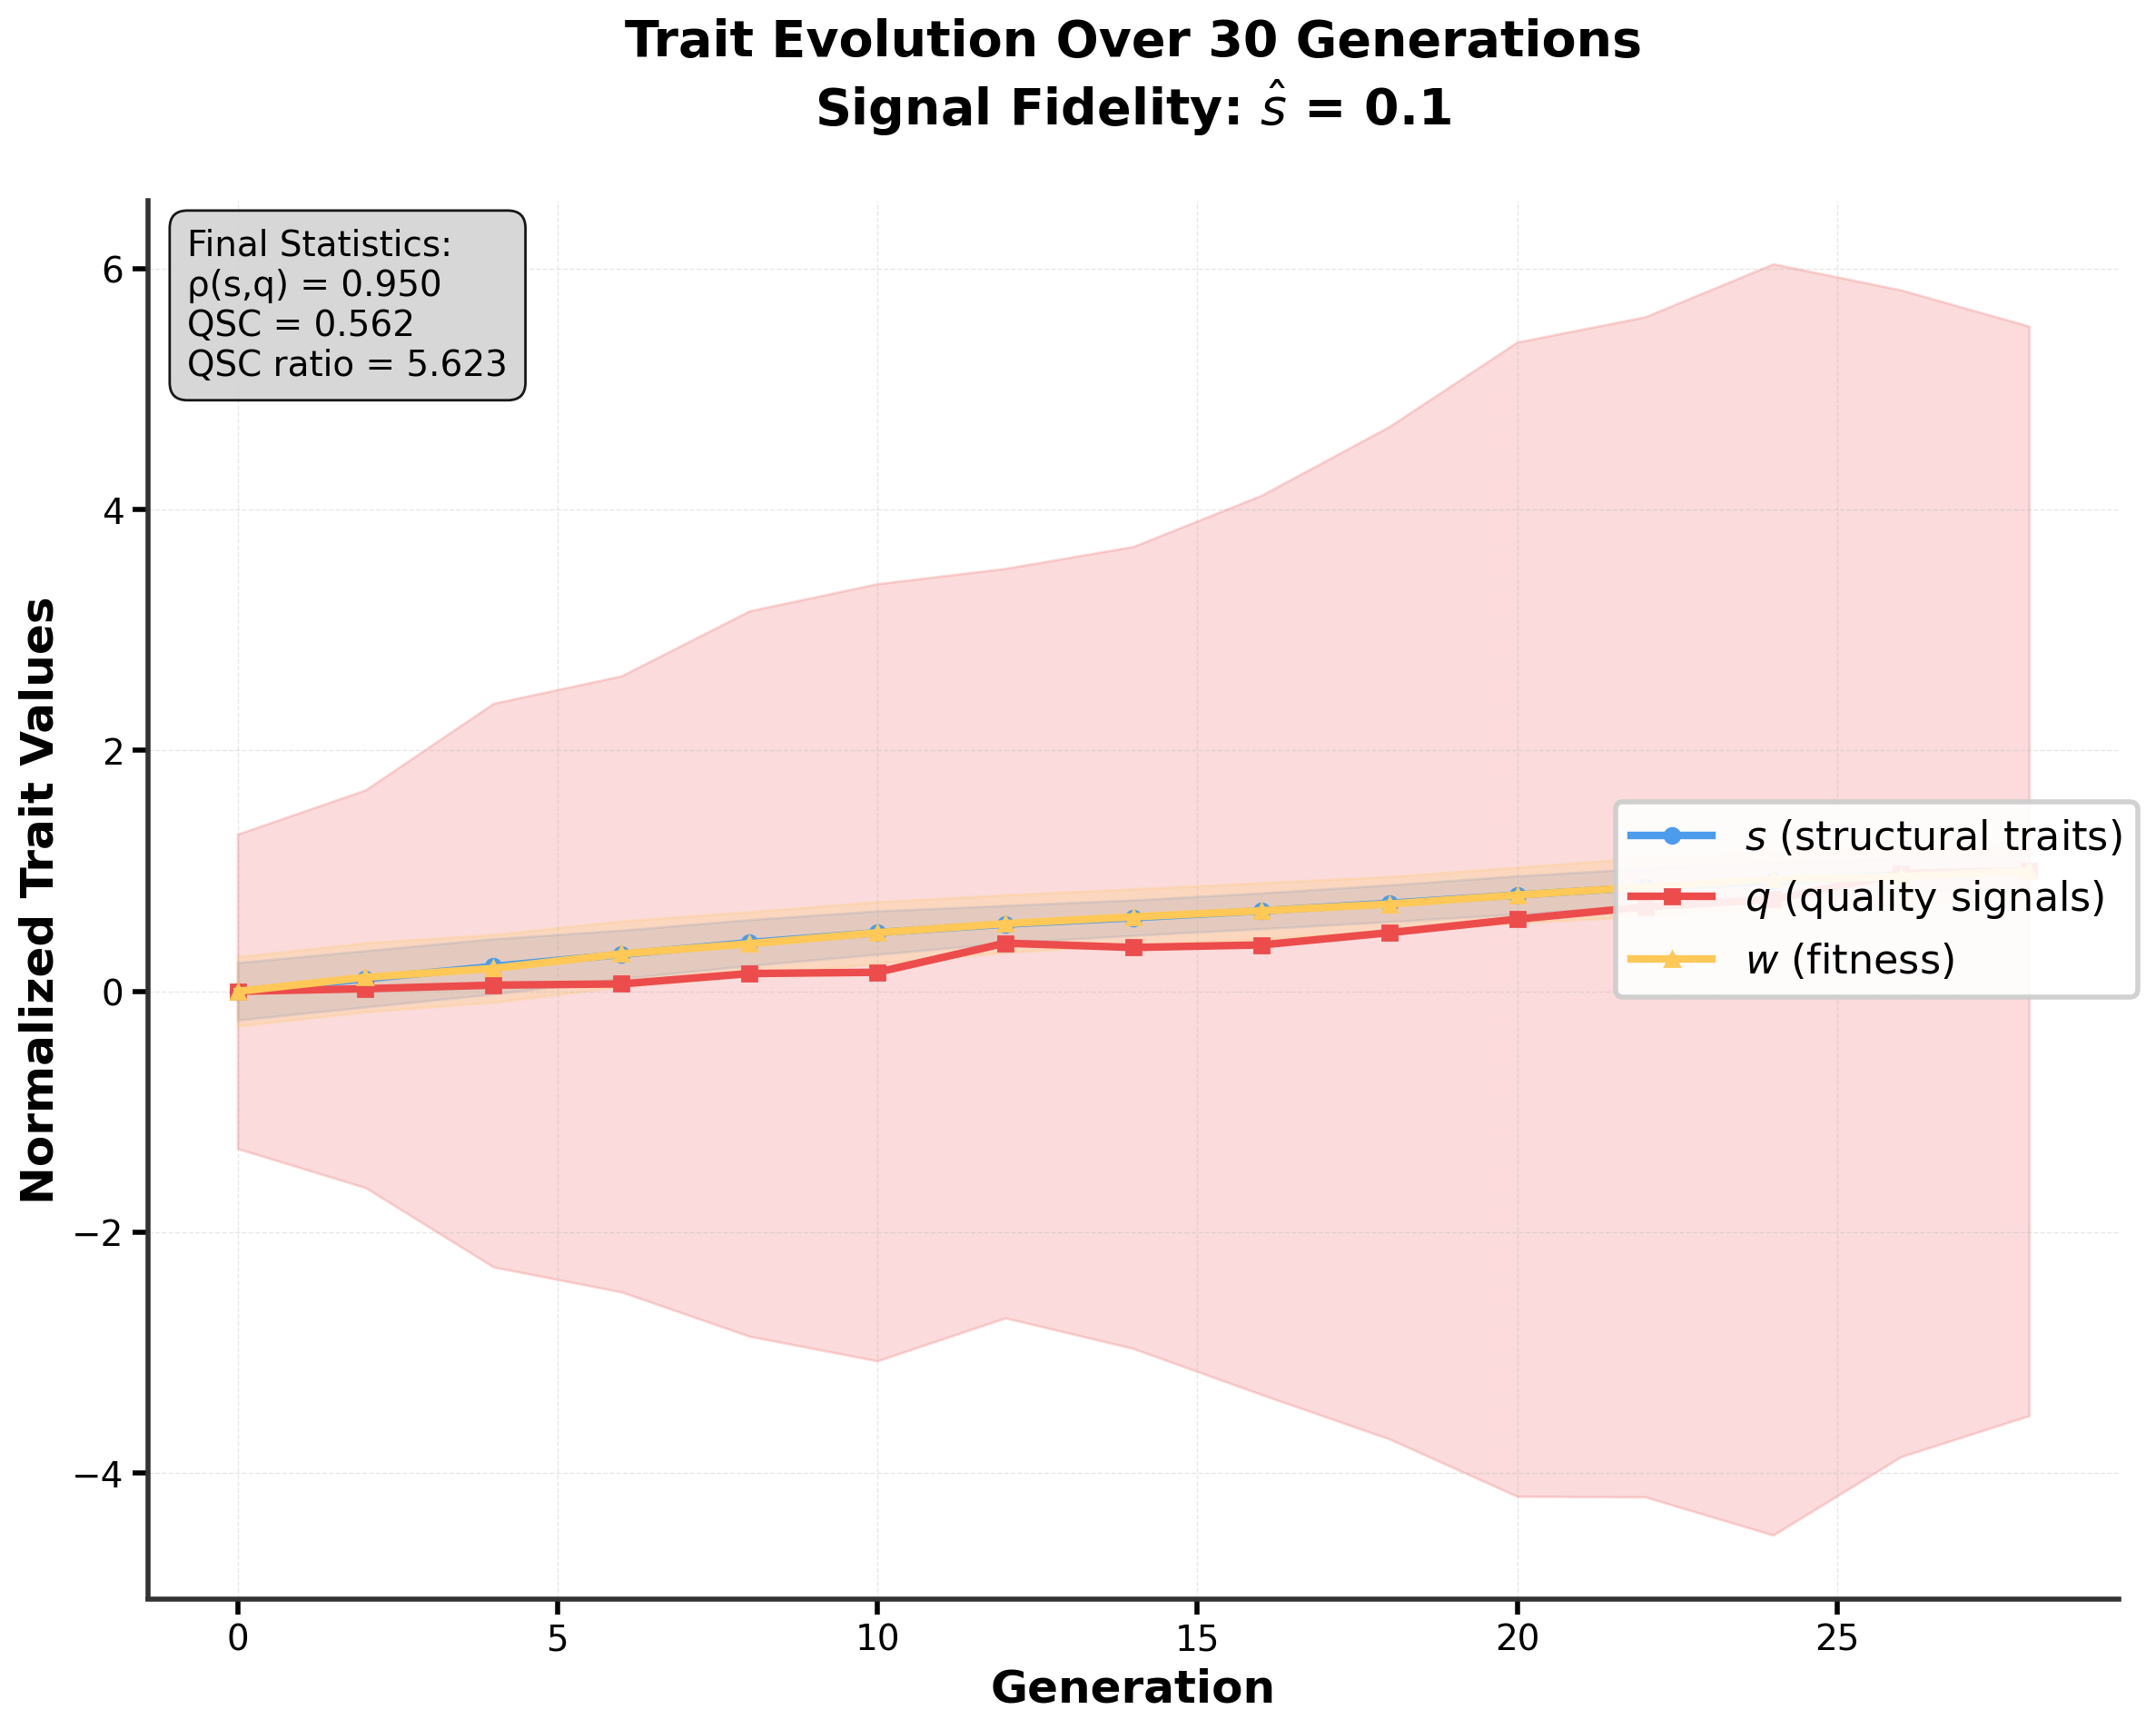 Trait Evolution Over 30 Generations
Signal Fidelity: ŝ = 0.1
Final Statistics:
ρ(s,q) = 0.950
QSC = 0.562
QSC ratio = 5.623
Normalized Trait Values
6
4
2
0
−2
−4
s (structural traits)
q (quality signals)
w (fitness)
0 5 10 15 20 25
Generation